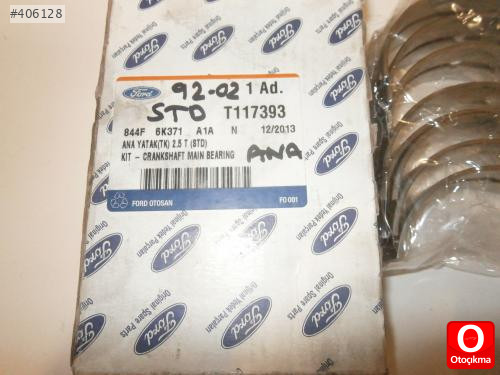 #406128
Ford
92-02 1 Ad.
STD T117393
844F 6K371 A1A N 12/2013
ANA YATAK(TK) 2.5 T (STD)
KIT - CRANKSHAFT MAIN BEARING
ANA
FORD OTOSAN
FO 001
Ford
Orijinal Yedek Parçaları
Original Spare Parts
O
Otoçıkma